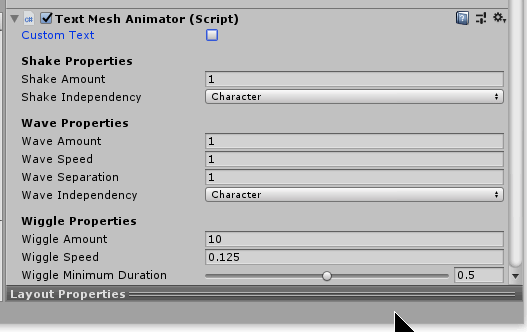 Text Mesh Animator (Script)
Custom Text
Shake Properties
Shake Amount 1
Shake Independency Character
Wave Properties
Wave Amount 1
Wave Speed 1
Wave Separation 1
Wave Independency Character
Wiggle Properties
Wiggle Amount 10
Wiggle Speed 0.125
Wiggle Minimum Duration 0.5
Layout Properties